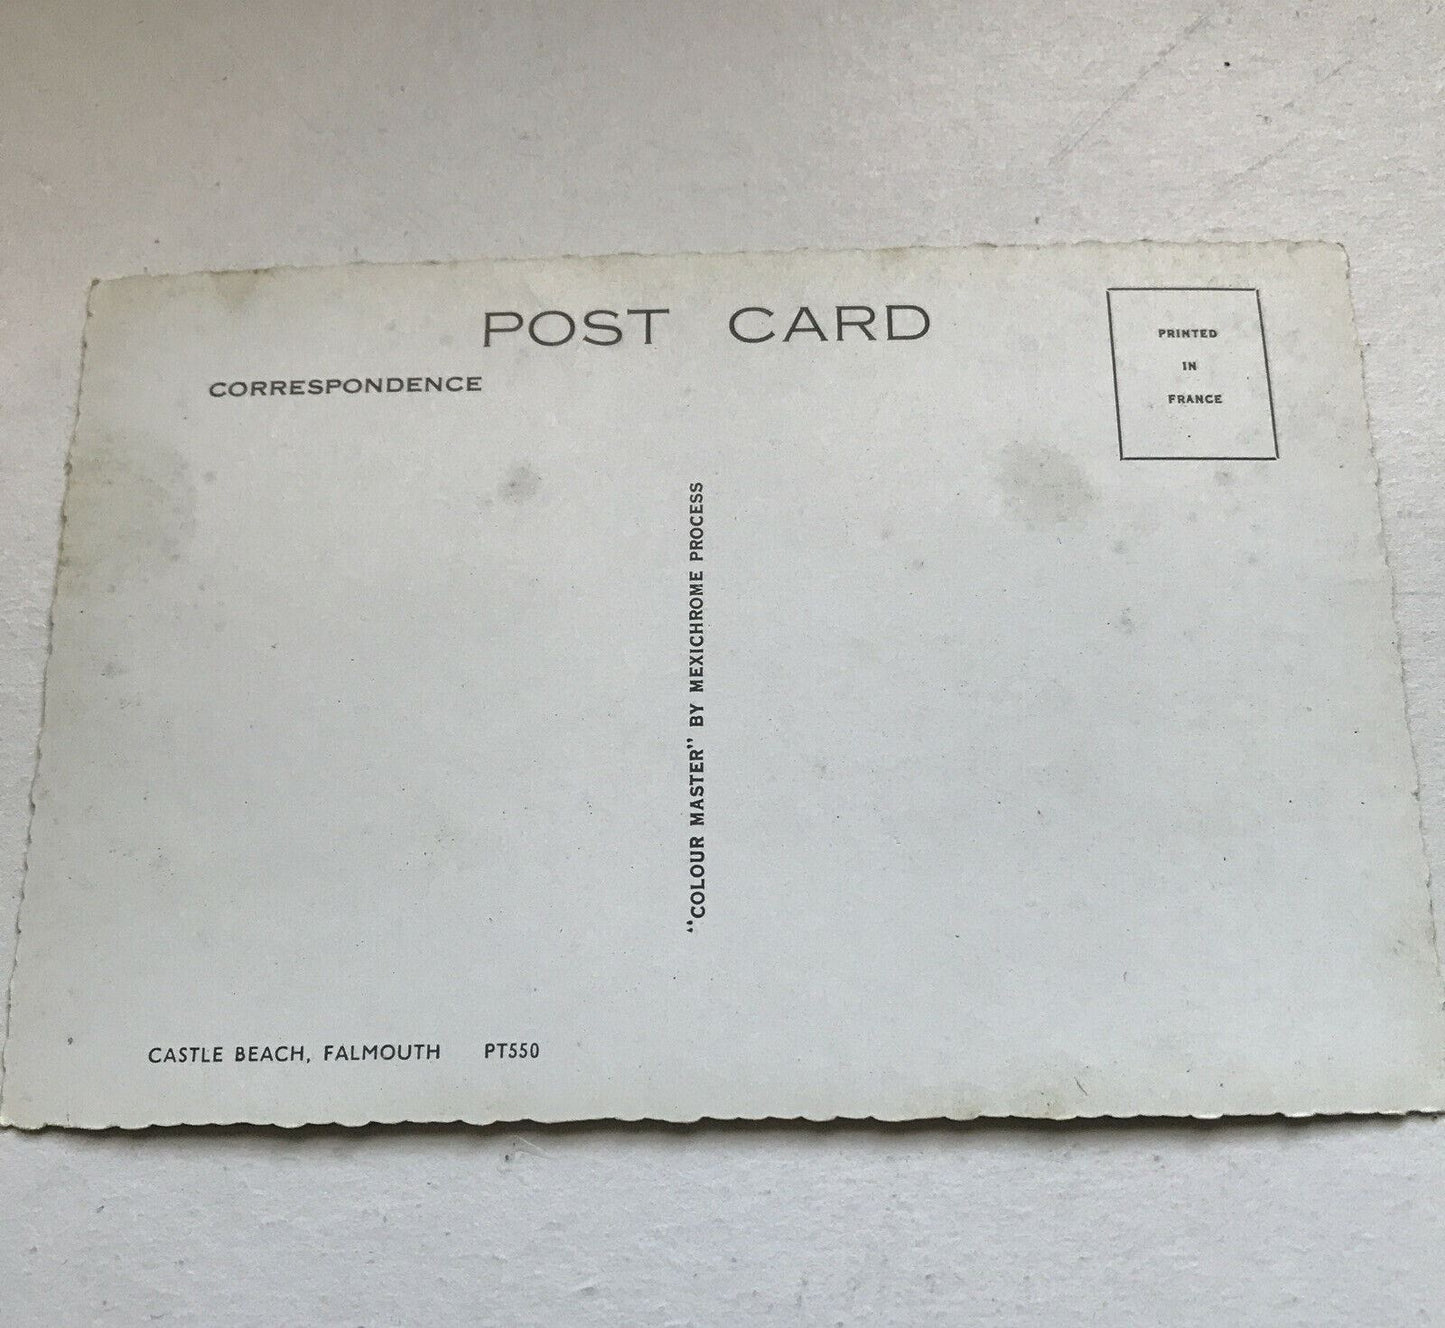 POST CARD
CORRESPONDENCE
PRINTED
IN
FRANCE
"COLOUR MASTER" BY MEXICHROME PROCESS
CASTLE BEACH, FALMOUTH PT550